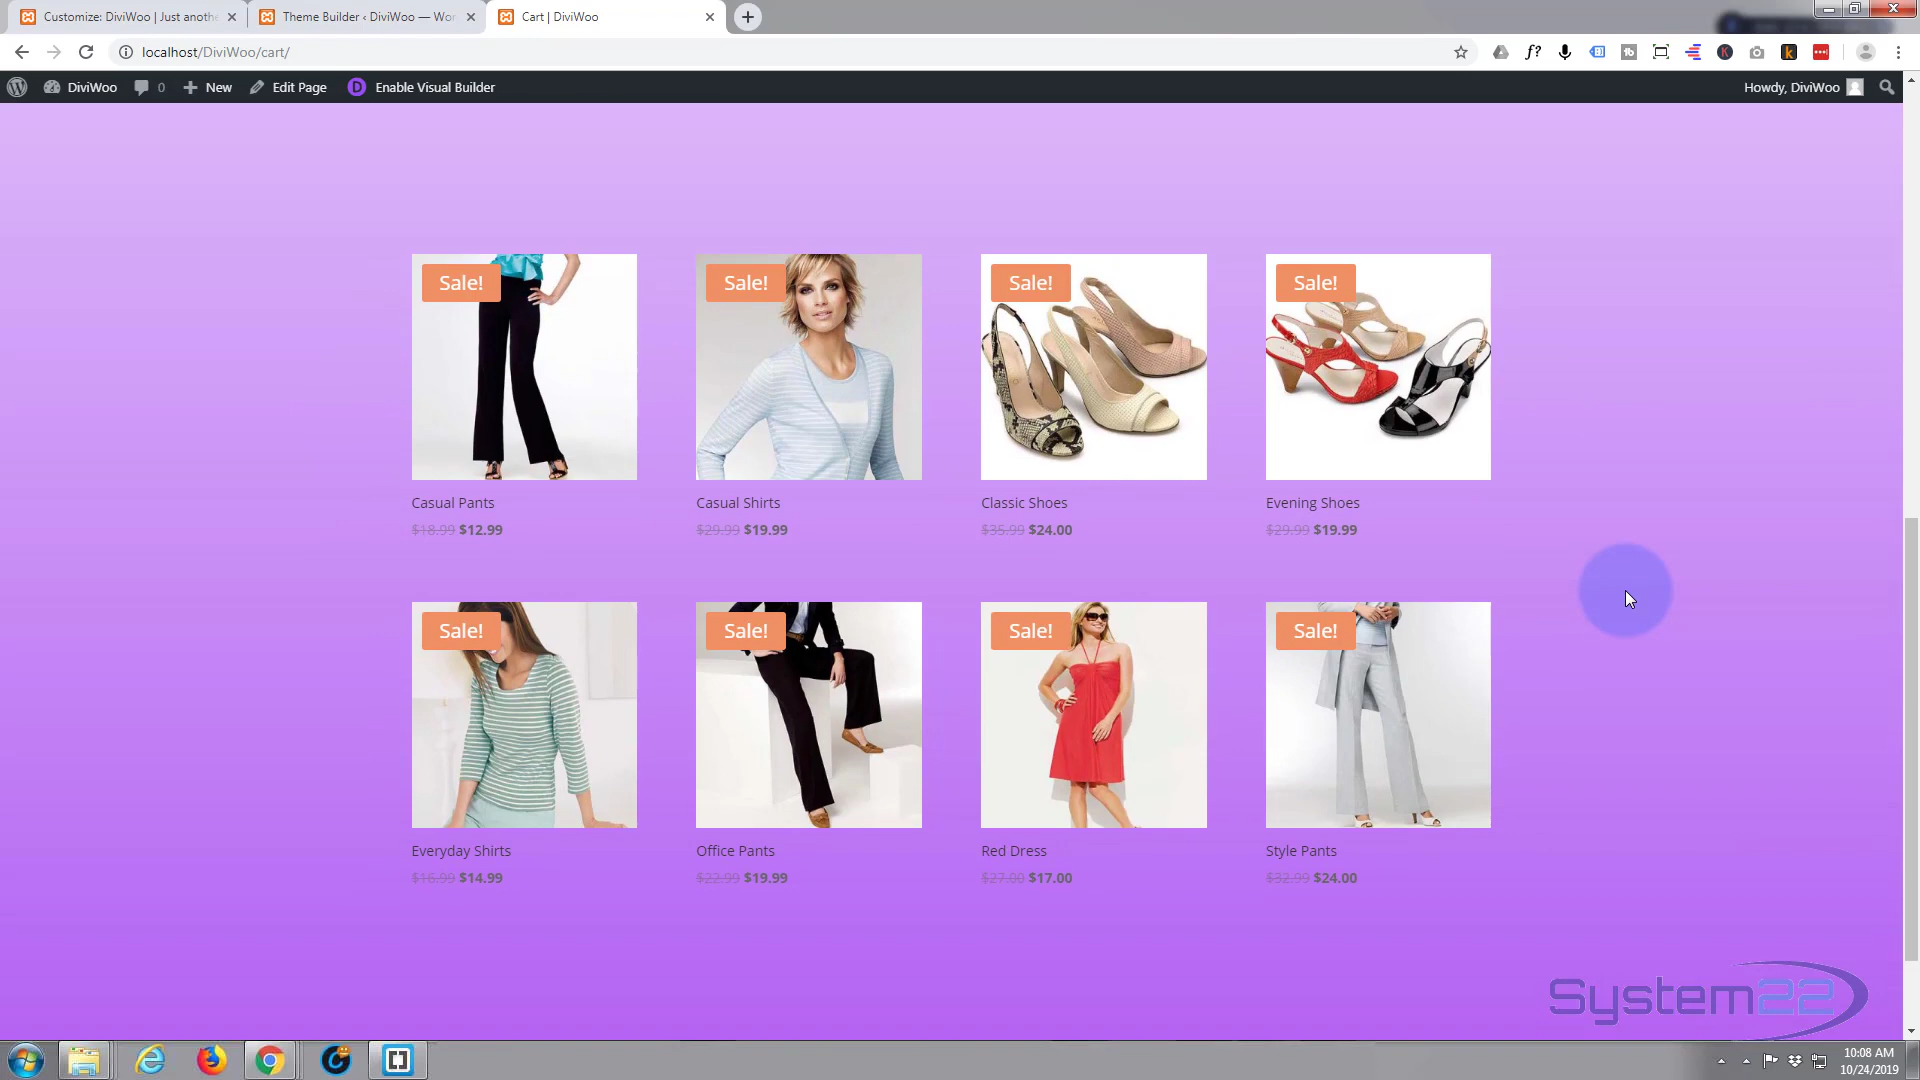 Customize: DiviWoo | Just anoth
Theme Builder ‹ DiviWoo — Wor
Cart | DiviWoo
localhost/DiviWoo/cart/
f?
DiviWoo
0
New
Edit Page
D
Enable Visual Builder
Howdy, DiviWoo
Sale!
Sale!
Sale!
Sale!
Casual Pants
Casual Shirts
Classic Shoes
Evening Shoes
$18.99 $12.99
$29.99 $19.99
$35.99 $24.00
$29.99 $19.99
Sale!
Sale!
Sale!
Sale!
Everyday Shirts
Office Pants
Red Dress
Style Pants
$16.99 $14.99
$22.99 $19.99
$27.00 $17.00
$32.99 $24.00
System22
10:08 AM
10/24/2019